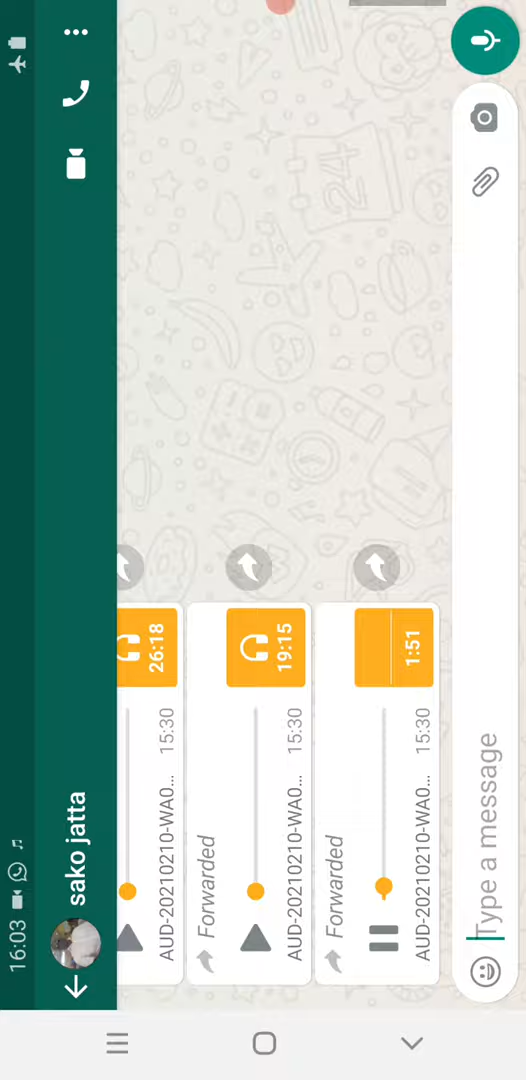 16:03
sako jatta
26:18
AUD-20210210-WA0... 15:30
Forwarded
19:15
AUD-20210210-WA0... 15:30
Forwarded
1:51
AUD-20210210-WA0... 15:30
Type a message
24